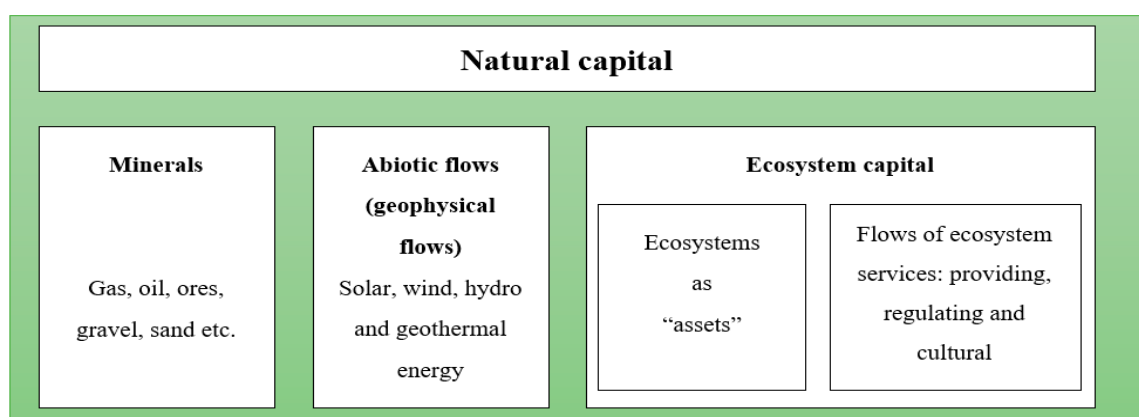 Natural capital
Minerals
Gas, oil, ores,
gravel, sand etc.
Abiotic flows
(geophysical
flows)
Solar, wind, hydro
and geothermal
energy
Ecosystem capital
Ecosystems
as
“assets”
Flows of ecosystem
services: providing,
regulating and
cultural